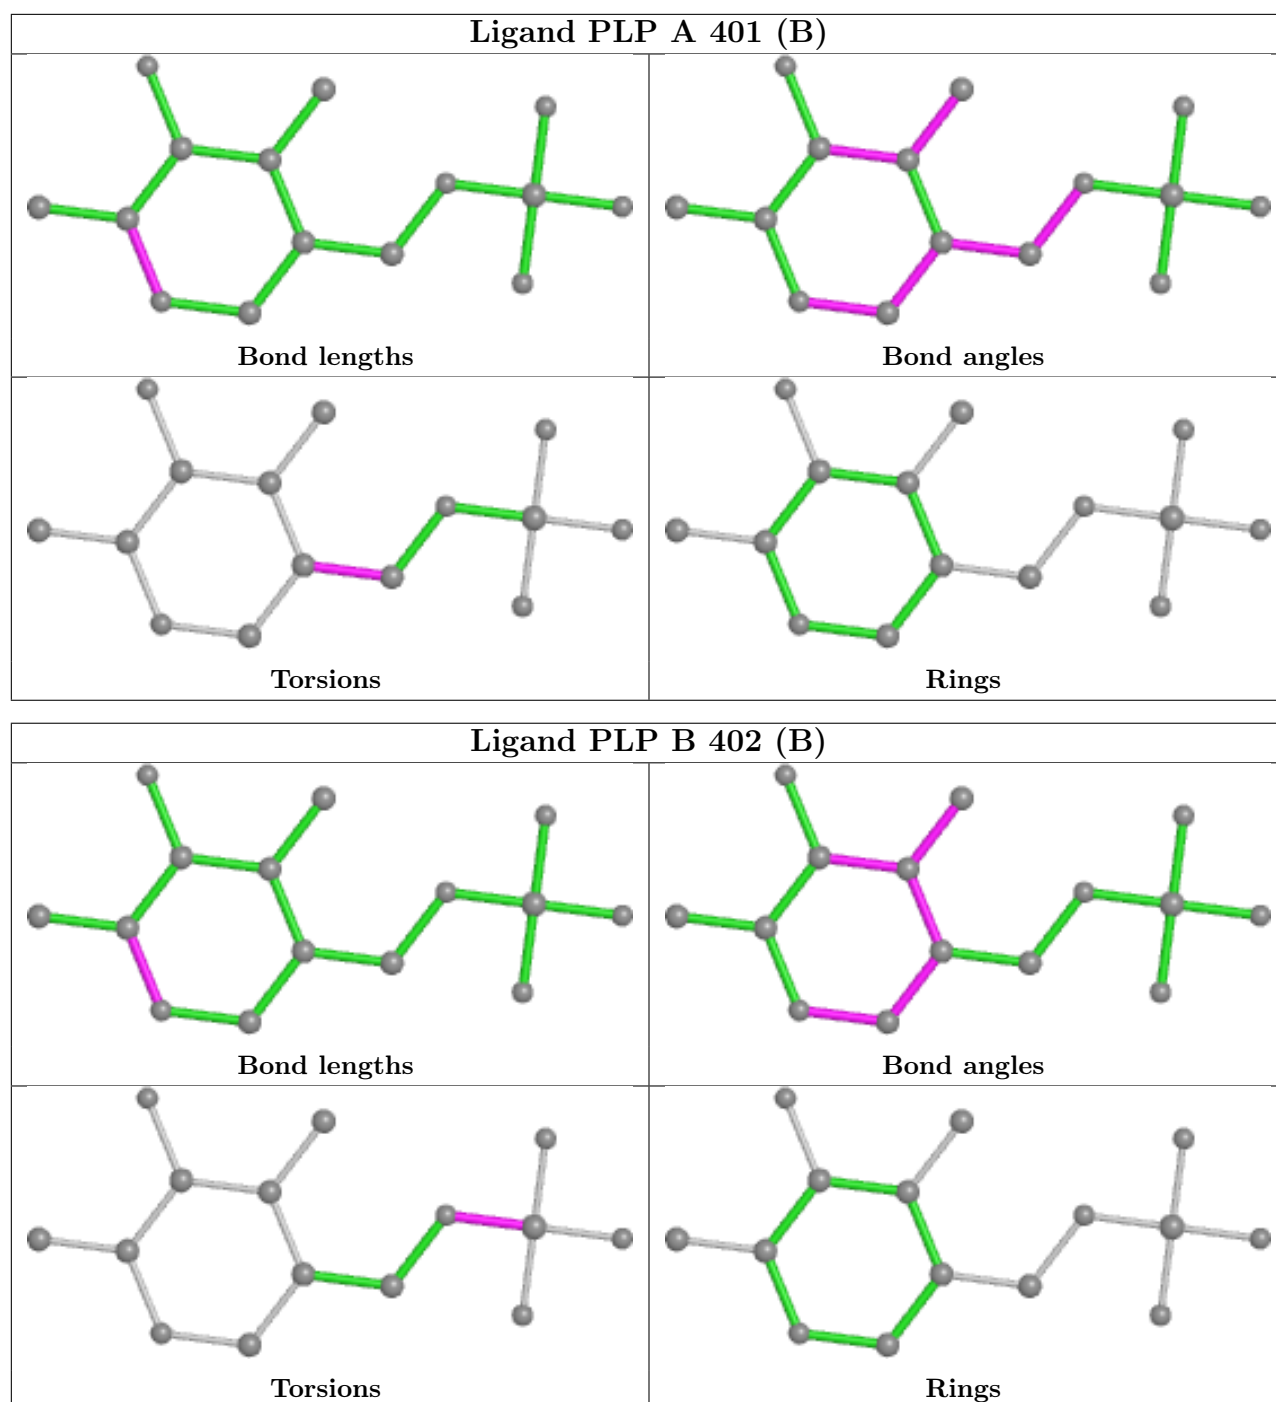 Ligand PLP A 401 (B)
Bond lengths
Bond angles
Torsions
Rings
Ligand PLP B 402 (B)
Bond lengths
Bond angles
Torsions
Rings